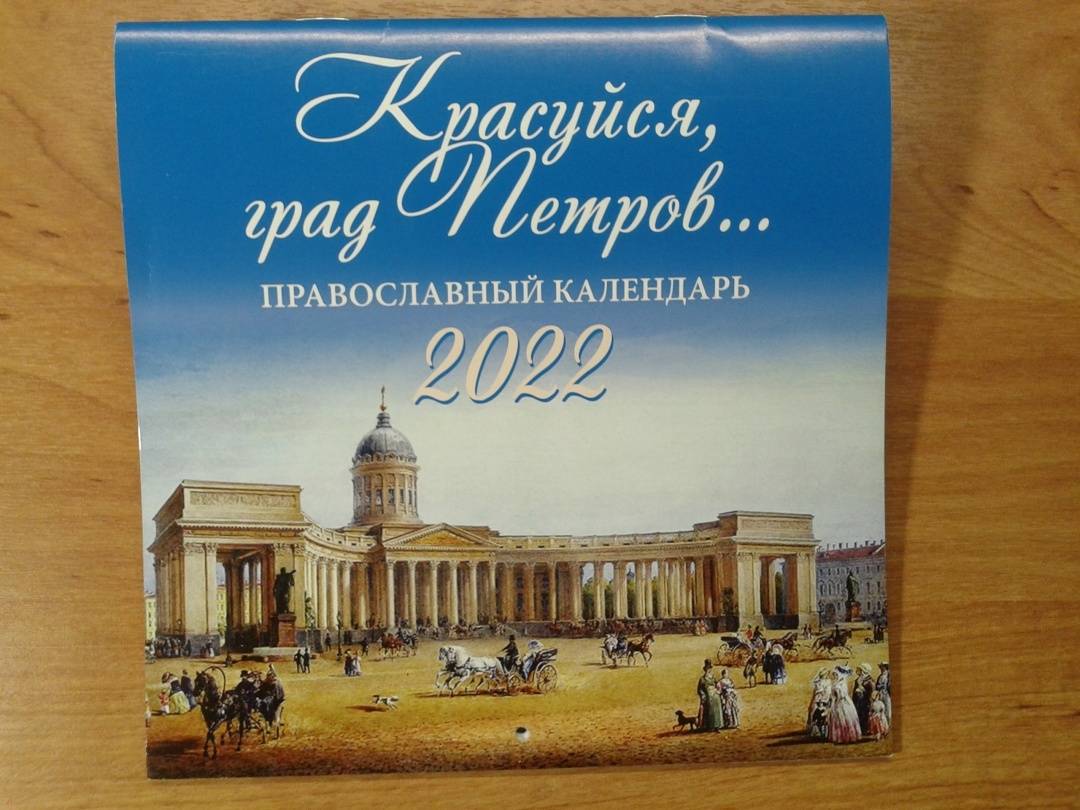 Красуйся,
град Петров...
ПРАВОСЛАВНЫЙ КАЛЕНДАРЬ
2022